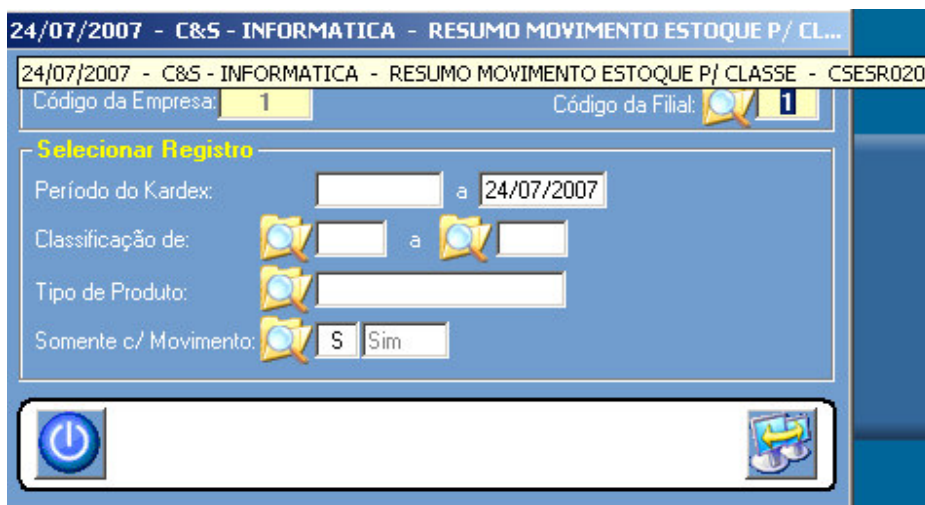 24/07/2007 - C&S - INFORMATICA - RESUMO MOVIMENTO ESTOQUE P/ CL...
24/07/2007 - C&S - INFORMATICA - RESUMO MOVIMENTO ESTOQUE P/ CLASSE - CSESR020
Código da Empresa: 1 Código da Filial: 1
Selecionar Registro
Período do Kardex: a 24/07/2007
Classificação de: a
Tipo de Produto:
Somente c/ Movimento: S Sim